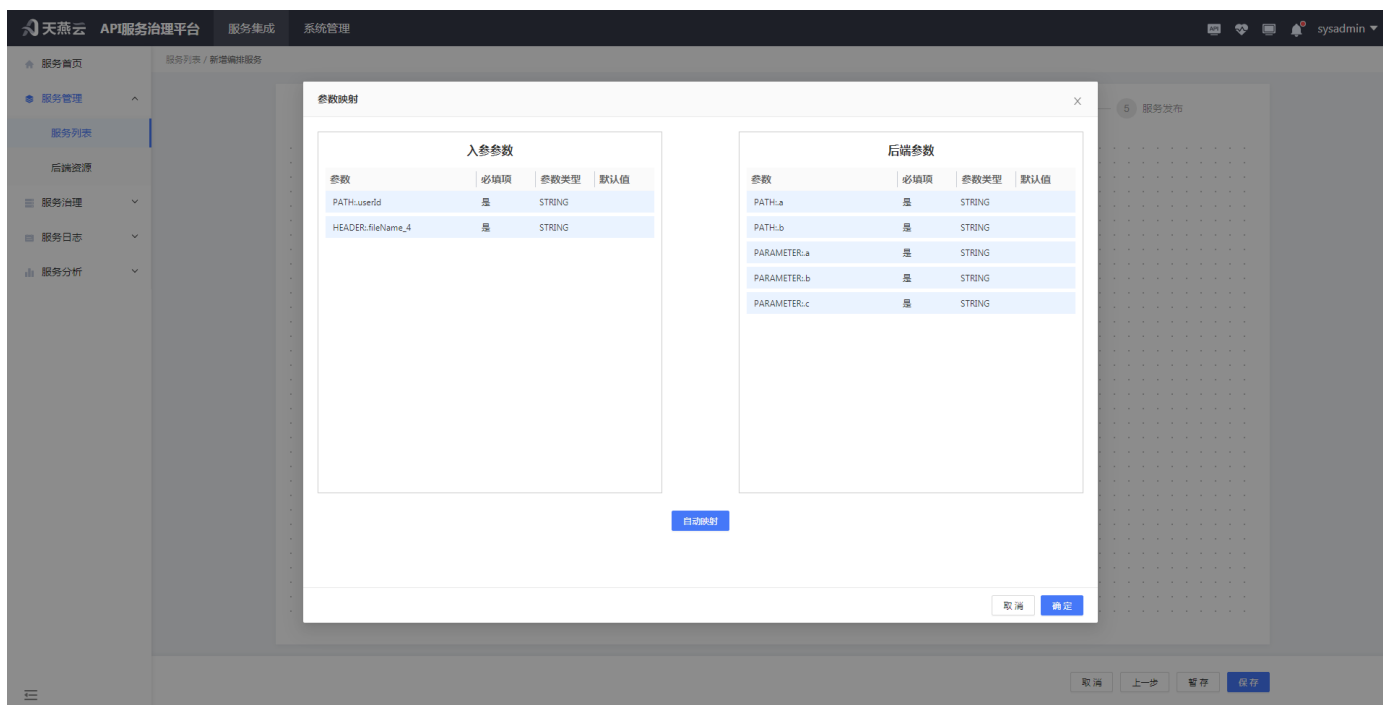 天燕云 API服务治理平台 服务集成 系统管理 API sysadmin
服务首页 服务列表 / 新增编排服务
服务管理
服务列表
后端资源
服务治理
服务日志
服务分析
参数映射
5 服务发布
入参参数
参数 必填项 参数类型 默认值
PATH:.userId 是 STRING
HEADER:.fileName_4 是 STRING
后端参数
参数 必填项 参数类型 默认值
PATH:.a 是 STRING
PATH:.b 是 STRING
PARAMETER:.a 是 STRING
PARAMETER:.b 是 STRING
PARAMETER:.c 是 STRING
自动映射
取消 确定
取消 上一步 暂存 保存